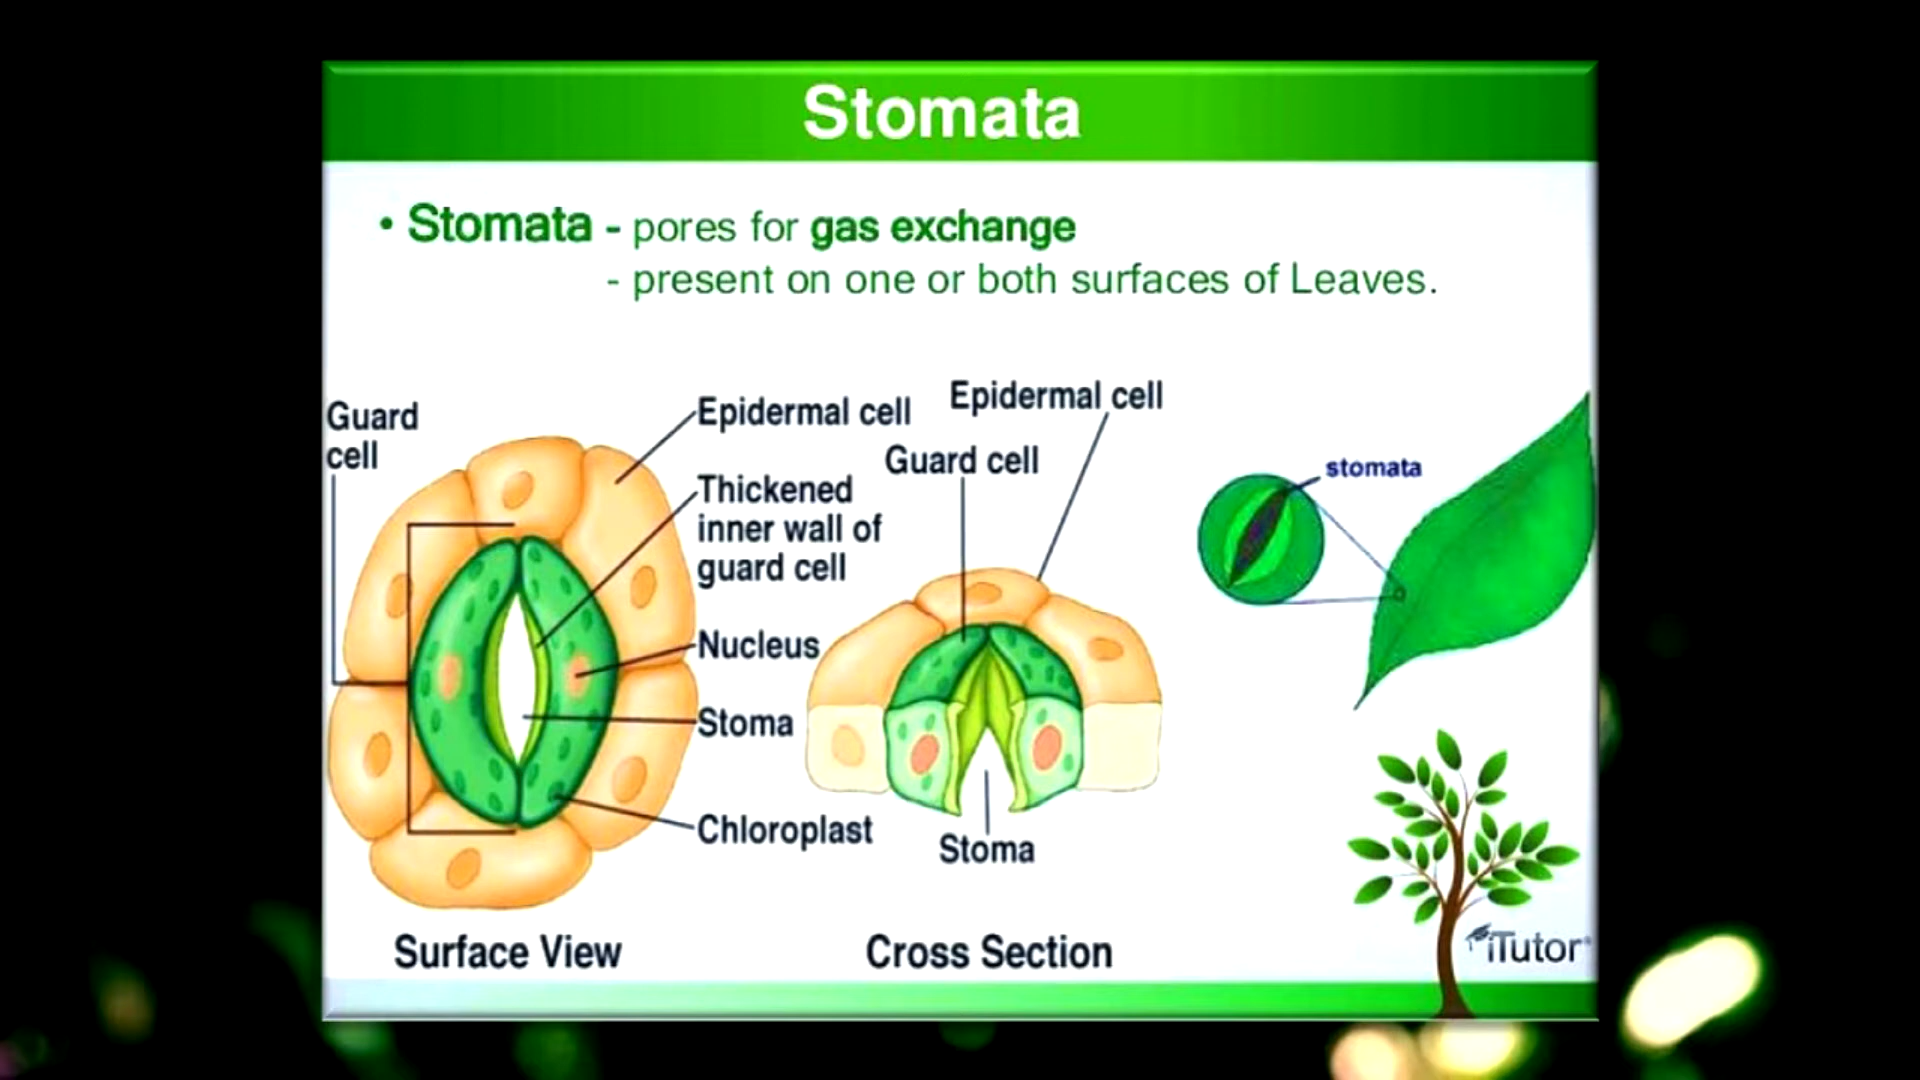 Stomata
• Stomata - pores for gas exchange
- present on one or both surfaces of Leaves.
Guard
cell
Epidermal cell
Thickened
inner wall of
guard cell
Nucleus
Stoma
Chloroplast
Surface View
Epidermal cell
Guard cell
Stoma
Cross Section
stomata
iTutor